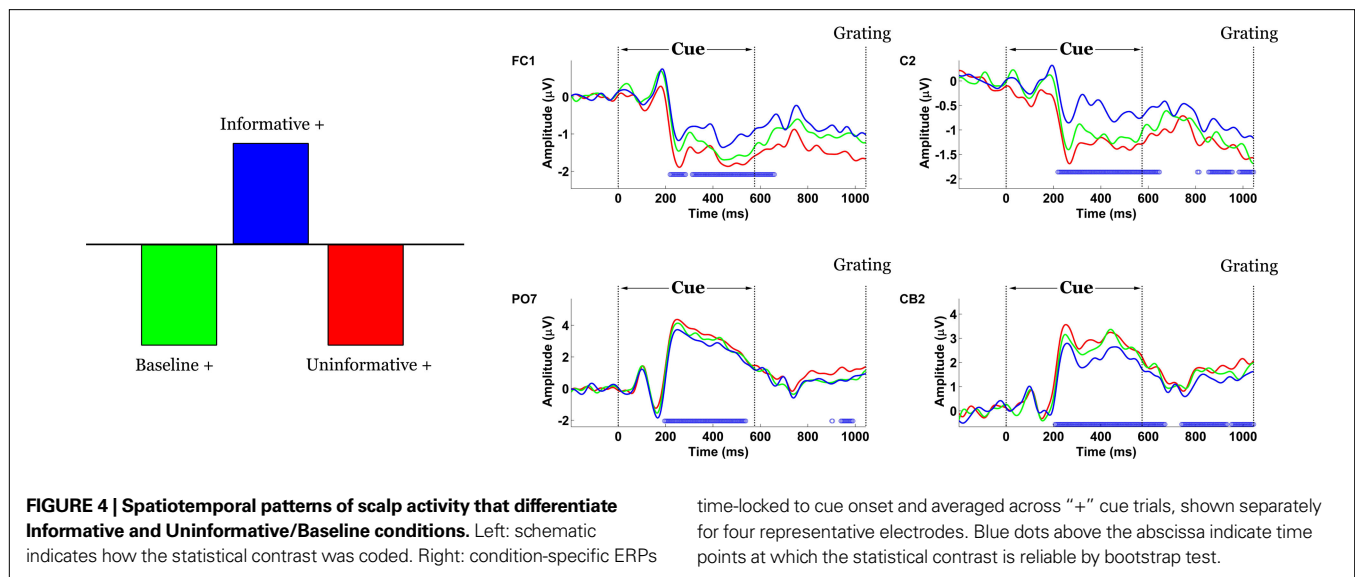 Informative +
Baseline +
Uninformative +
Grating
Cue
FC1
Amplitude (μV)
0
-1
-2
0 200 400 600 800 1000
Time (ms)
Grating
Cue
C2
Amplitude (μV)
0
-0.5
-1
-1.5
-2
0 200 400 600 800 1000
Time (ms)
Grating
Cue
PO7
Amplitude (μV)
4
2
0
-2
0 200 400 600 800 1000
Time (ms)
Grating
Cue
CB2
Amplitude (μV)
4
3
2
1
0
0 200 400 600 800 1000
Time (ms)
FIGURE 4 | Spatiotemporal patterns of scalp activity that differentiate
Informative and Uninformative/Baseline conditions. Left: schematic
indicates how the statistical contrast was coded. Right: condition-specific ERPs
time-locked to cue onset and averaged across “+” cue trials, shown separately
for four representative electrodes. Blue dots above the abscissa indicate time
points at which the statistical contrast is reliable by bootstrap test.